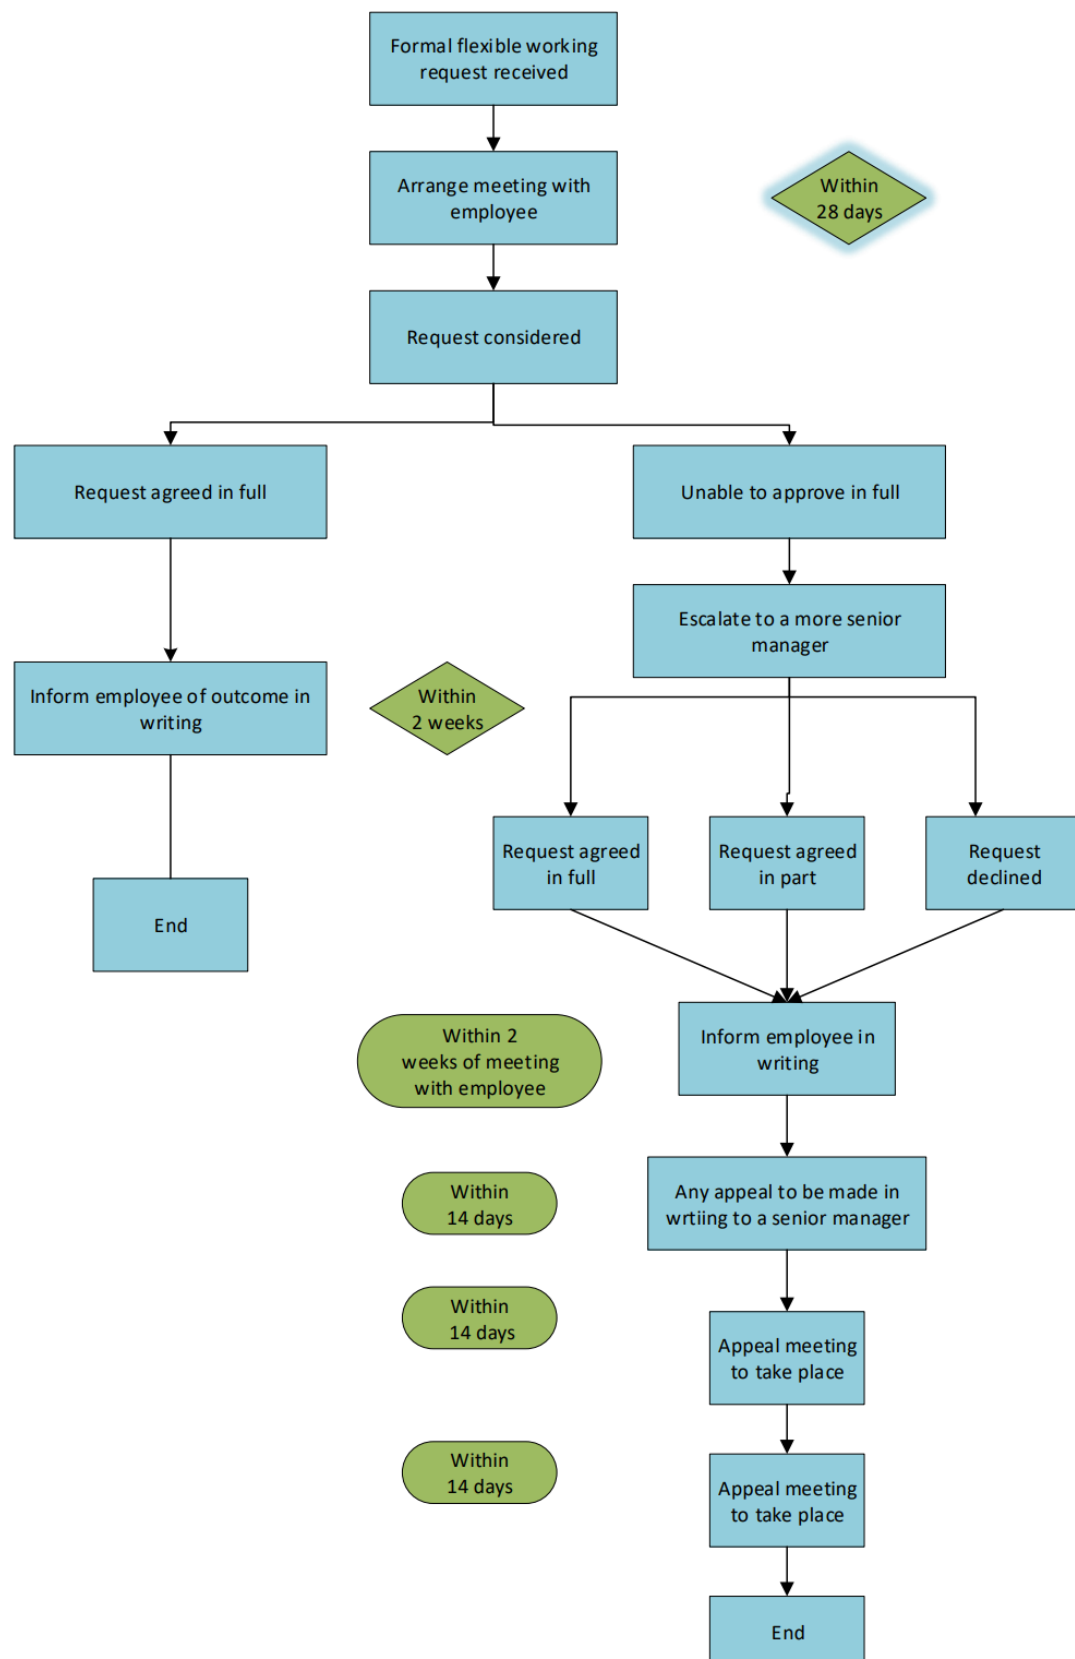 Formal flexible working
request received
Arrange meeting with
employee
Within
28 days
Request considered
Request agreed in full
Unable to approve in full
Escalate to a more senior
manager
Inform employee of outcome in
writing
Within
2 weeks
Request agreed
in full
Request agreed
in part
Request
declined
End
Within 2
weeks of meeting
with employee
Inform employee in
writing
Within
14 days
Any appeal to be made in
wrtiing to a senior manager
Within
14 days
Appeal meeting
to take place
Within
14 days
Appeal meeting
to take place
End